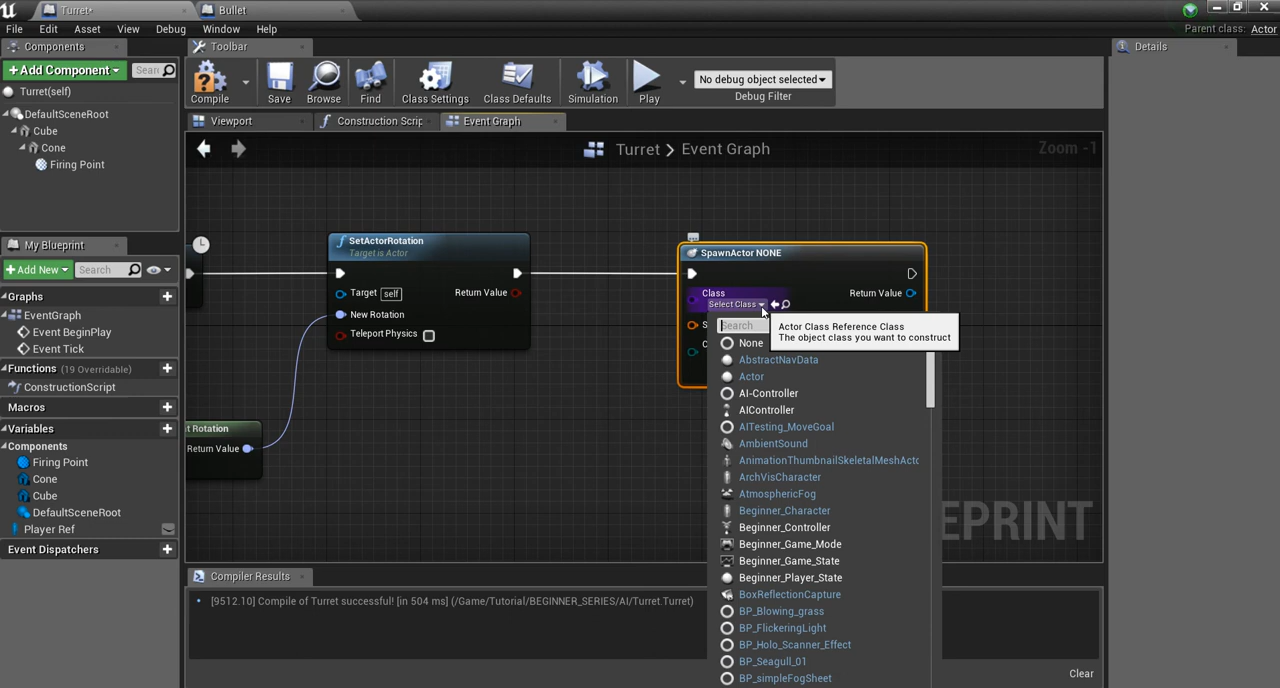 Turret*
Bullet
File Edit Asset View Debug Window Help
Parent class: Actor
Components
Toolbar
Details
+Add Component
Sear
Turret(self)
DefaultSceneRoot
Cube
Cone
Firing Point
Compile
Save
Browse
Find
Class Settings
Class Defaults
Simulation
Play
No debug object selected
Debug Filter
Viewport
Construction Scrip
Event Graph
Turret > Event Graph
Zoom -1
My Blueprint
+Add New
Search
Graphs
EventGraph
Event BeginPlay
Event Tick
Functions (19 Overridable)
ConstructionScript
Macros
Variables
Components
Firing Point
Cone
Cube
DefaultSceneRoot
Player Ref
Event Dispatchers
SetActorRotation
Target is Actor
Target self
Return Value
New Rotation
Teleport Physics
t Rotation
Return Value
SpawnActor NONE
Class
Select Class
Return Value
S
C
Search
Actor Class Reference Class
The object class you want to construct
None
AbstractNavData
Actor
AI-Controller
AIController
AITesting_MoveGoal
AmbientSound
AnimationThumbnailSkeletalMeshActo
ArchVisCharacter
AtmosphericFog
Beginner_Character
Beginner_Controller
Beginner_Game_Mode
Beginner_Game_State
Beginner_Player_State
BoxReflectionCapture
BP_Blowing_grass
BP_FlickeringLight
BP_Holo_Scanner_Effect
BP_Seagull_01
BP_simpleFogSheet
EPRINT
Compiler Results
• [9512.10] Compile of Turret successful! [in 504 ms] (/Game/Tutorial/BEGINNER_SERIES/AI/Turret.Turret)
Clear